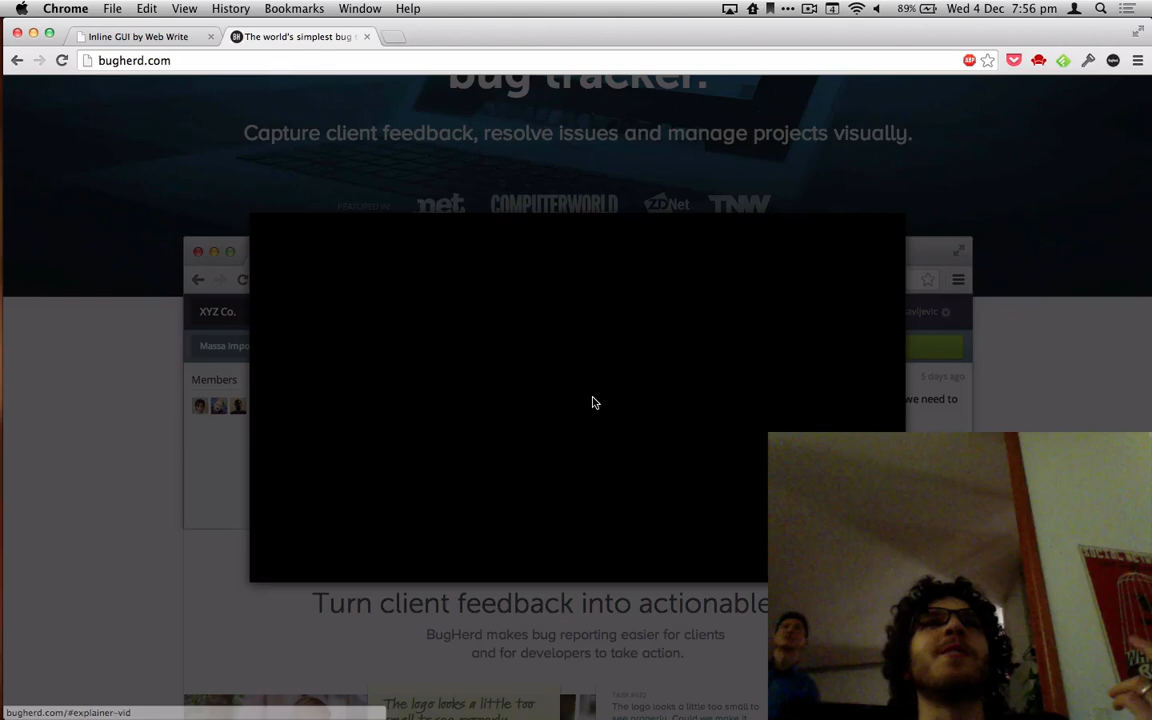 Chrome File Edit View History Bookmarks Window Help 4 89% Wed 4 Dec 7:56 pm
Inline GUI by Web Write The world's simplest bug
bugherd.com ABP
bug tracker.
Capture client feedback, resolve issues and manage projects visually.
FEATURED IN: .net COMPUTERWORLD ZDNet TNW
XYZ Co. savljevic
Massa Impo
Members 5 days ago
we need to
Turn client feedback into actionable
BugHerd makes bug reporting easier for clients
and for developers to take action.
The logo looks a little too
small to see properly
The logo looks a little too small to
see properly. Could we make it
bugherd.com/#explainer-vid